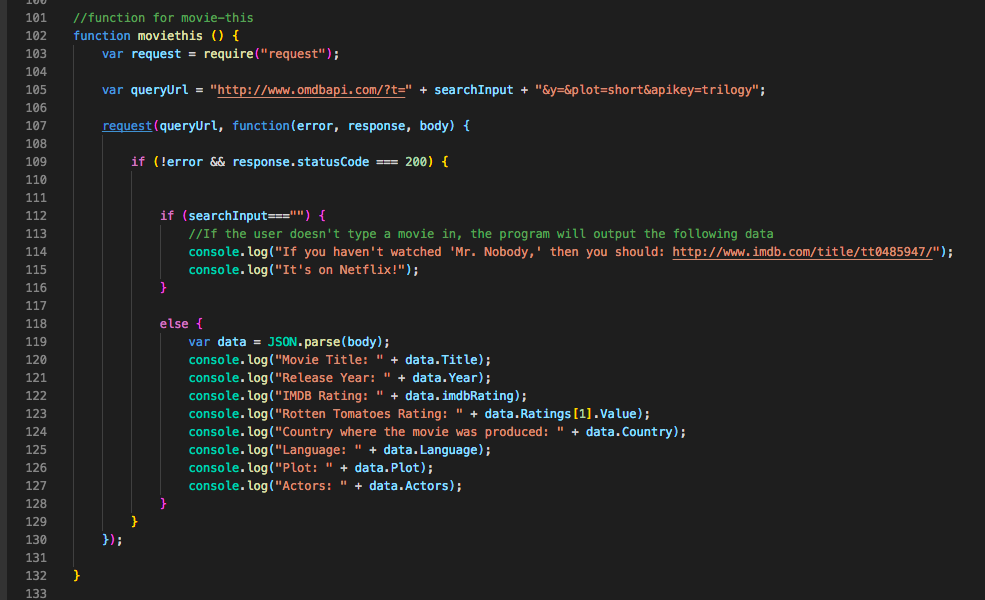 101 //function for movie-this
102 function moviethis () {
103 var request = require("request");
104
105 var queryUrl = "http://www.omdbapi.com/?t=" + searchInput + "&y=&plot=short&apikey=trilogy";
106
107 request(queryUrl, function(error, response, body) {
108
109 if (!error && response.statusCode === 200) {
110
111
112 if (searchInput==="") {
113 //If the user doesn't type a movie in, the program will output the following data
114 console.log("If you haven't watched 'Mr. Nobody,' then you should: http://www.imdb.com/title/tt0485947/");
115 console.log("It's on Netflix!");
116 }
117
118 else {
119 var data = JSON.parse(body);
120 console.log("Movie Title: " + data.Title);
121 console.log("Release Year: " + data.Year);
122 console.log("IMDB Rating: " + data.imdbRating);
123 console.log("Rotten Tomatoes Rating: " + data.Ratings[1].Value);
124 console.log("Country where the movie was produced: " + data.Country);
125 console.log("Language: " + data.Language);
126 console.log("Plot: " + data.Plot);
127 console.log("Actors: " + data.Actors);
128 }
129 }
130 });
131
132 }
133